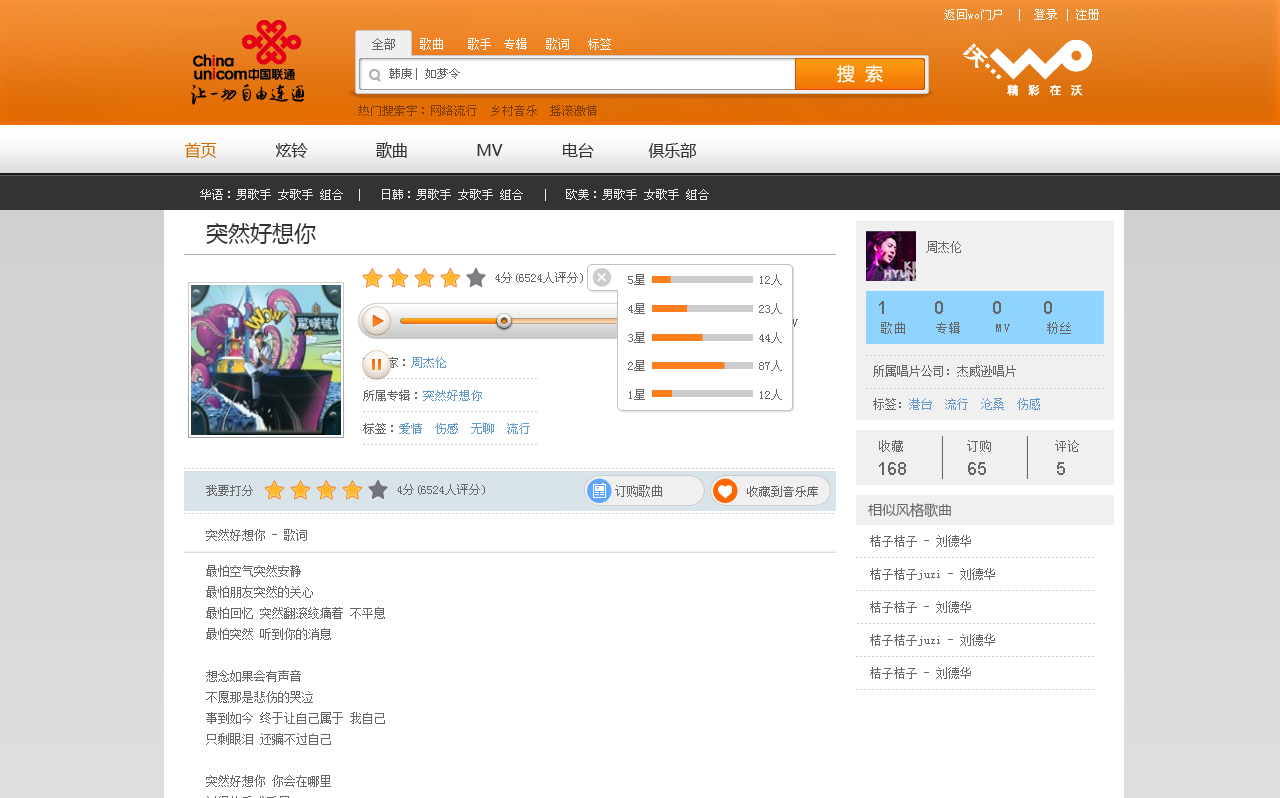 返回wo门户 | 登录 | 注册
China
unicom中国联通
让一切自由连通
全部 歌曲 歌手 专辑 歌词 标签
韩庚| 如梦令
搜 索
热门搜索字：网络流行 乡村音乐 摇滚激情
沃...WO
精彩在沃
首页 炫铃 歌曲 MV 电台 俱乐部
华语：男歌手 女歌手 组合 | 日韩：男歌手 女歌手 组合 | 欧美：男歌手 女歌手 组合
突然好想你
4分(6524人评分)
5星 12人
4星 23人
3星 44人
2星 87人
1星 12人
y
家：周杰伦
所属专辑：突然好想你
标签：爱情 伤感 无聊 流行
WOW
驚嘆號!
我要打分 4分(6524人评分)
订购歌曲
收藏到音乐库
突然好想你 - 歌词
最怕空气突然安静
最怕朋友突然的关心
最怕回忆 突然翻滚绞痛着 不平息
最怕突然 听到你的消息
想念如果会有声音
不愿那是悲伤的哭泣
事到如今 终于让自己属于 我自己
只剩眼泪 还骗不过自己
突然好想你 你会在哪里
周杰伦
HYUN
1 0 0 0
歌曲 专辑 MV 粉丝
所属唱片公司：杰威逊唱片
标签：港台 流行 沧桑 伤感
收藏 订购 评论
168 65 5
相似风格歌曲
桔子桔子 - 刘德华
桔子桔子juzi - 刘德华
桔子桔子 - 刘德华
桔子桔子juzi - 刘德华
桔子桔子 - 刘德华